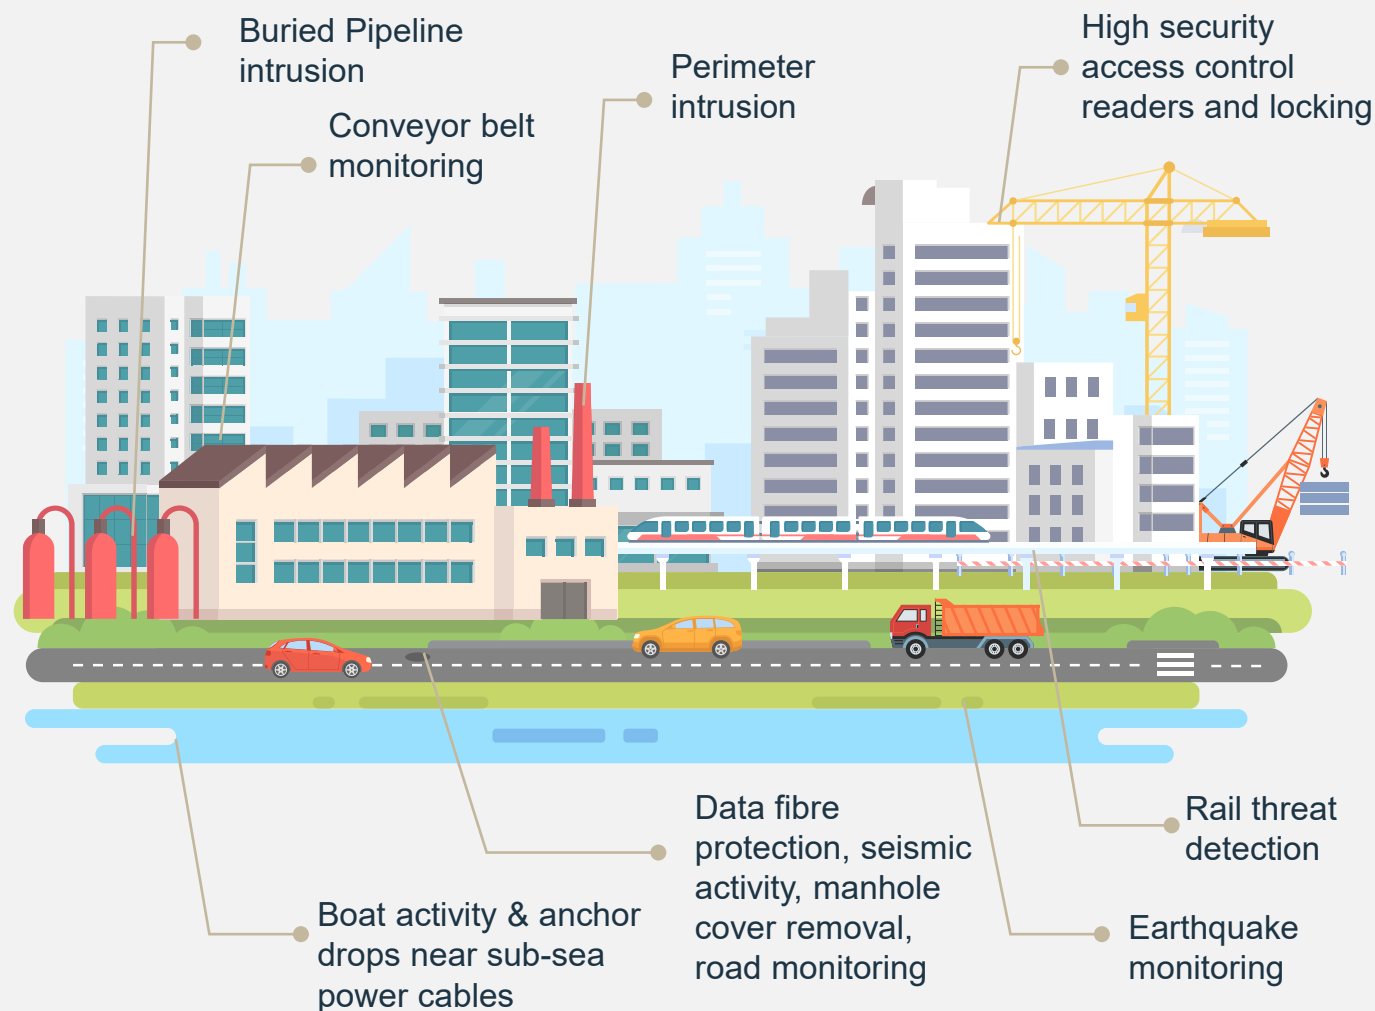 Buried Pipeline
intrusion
Conveyor belt
monitoring
Perimeter
intrusion
High security
access control
readers and locking
Boat activity & anchor
drops near sub-sea
power cables
Data fibre
protection, seismic
activity, manhole
cover removal,
road monitoring
Rail threat
detection
Earthquake
monitoring